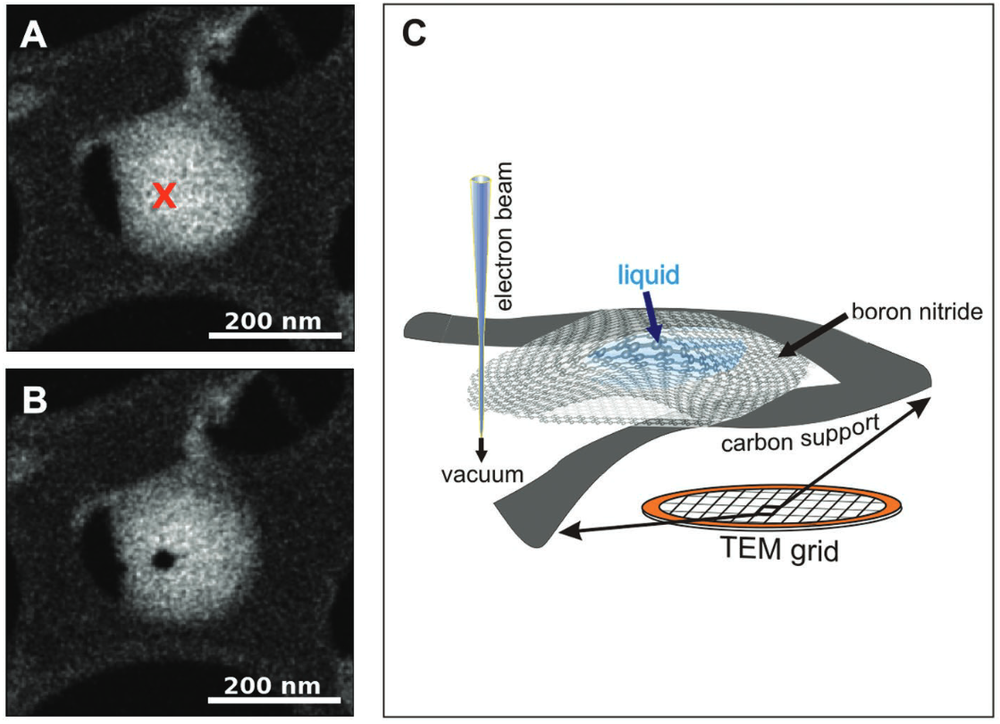 A
X
200 nm
B
200 nm
C
electron beam
liquid
boron nitride
carbon support
vacuum
TEM grid